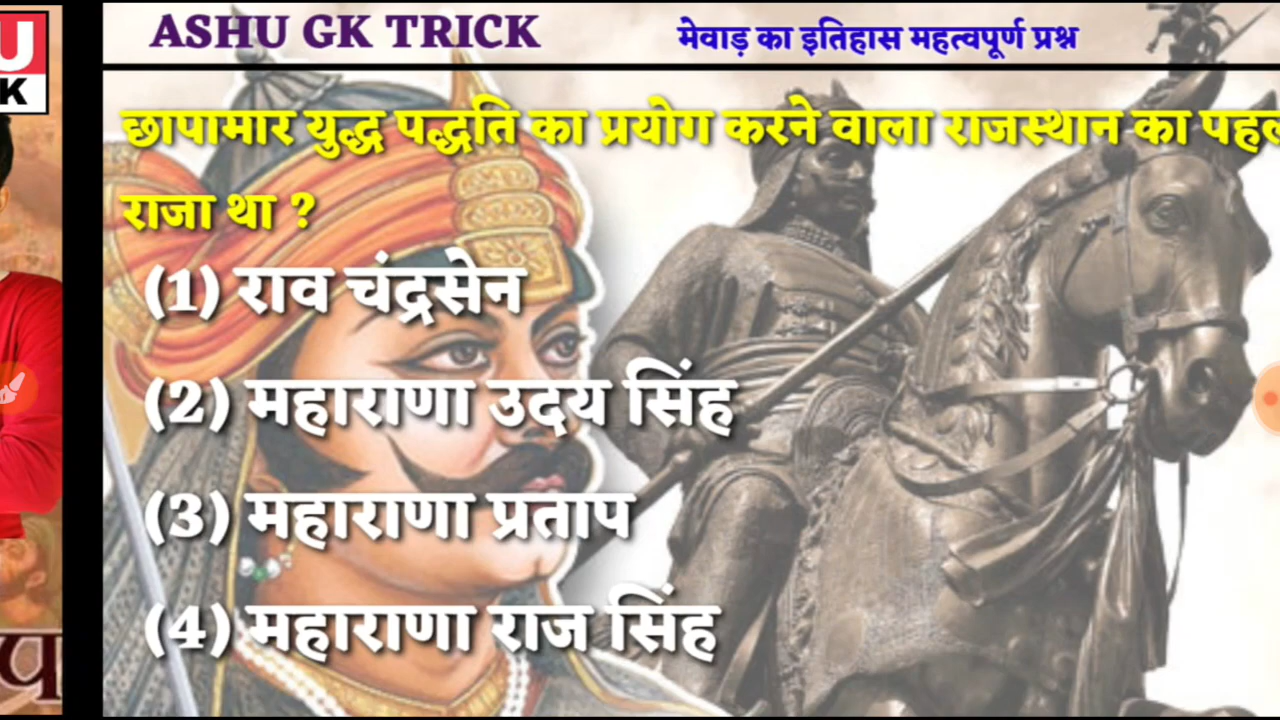 ASHU GK TRICK
मेवाड़ का इतिहास महत्वपूर्ण प्रश्न
U
K
छापामार युद्ध पद्धति का प्रयोग करने वाला राजस्थान का
राजा था ?
(1) राव चंद्रसेन
(2) महाराणा उदय सिंह
(3) महाराणा प्रताप
(4) महाराणा राज सिंह